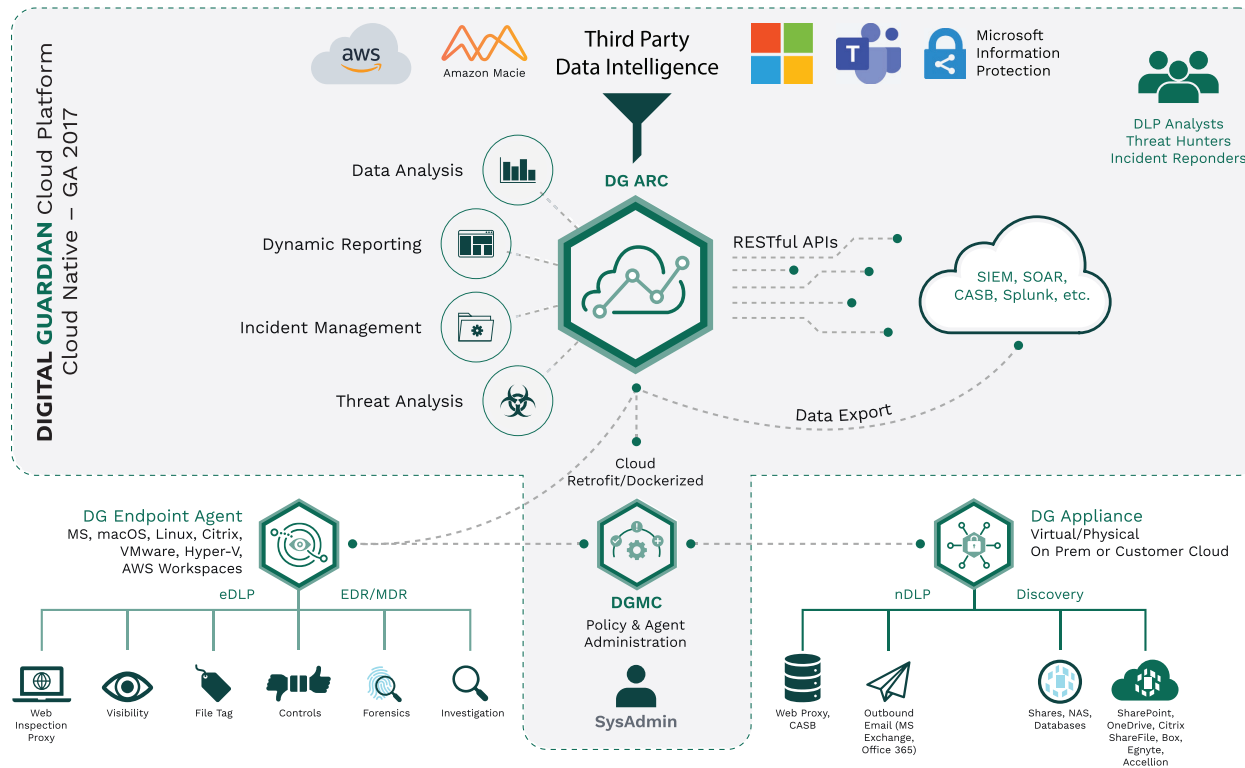 DIGITAL GUARDIAN Cloud Platform
Cloud Native – GA 2017
aws
Amazon Macie
Third Party
Data Intelligence
T
Microsoft
Information
Protection
DLP Analysts
Threat Hunters
Incident Reponders
DG ARC
Data Analysis
Dynamic Reporting
Incident Management
Threat Analysis
RESTful APIs
SIEM, SOAR,
CASB, Splunk, etc.
Data Export
Cloud
Retrofit/Dockerized
DG Endpoint Agent
MS, macOS, Linux, Citrix,
VMware, Hyper-V,
AWS Workspaces
eDLP
EDR/MDR
Web
Inspection
Proxy
Visibility
File Tag
Controls
Forensics
Investigation
DGMC
Policy & Agent
Administration
SysAdmin
DG Appliance
Virtual/Physical
On Prem or Customer Cloud
nDLP
Discovery
Web Proxy,
CASB
Outbound
Email (MS
Exchange,
Office 365)
Shares, NAS,
Databases
SharePoint,
OneDrive, Citrix
ShareFile, Box,
Egnyte,
Accellion